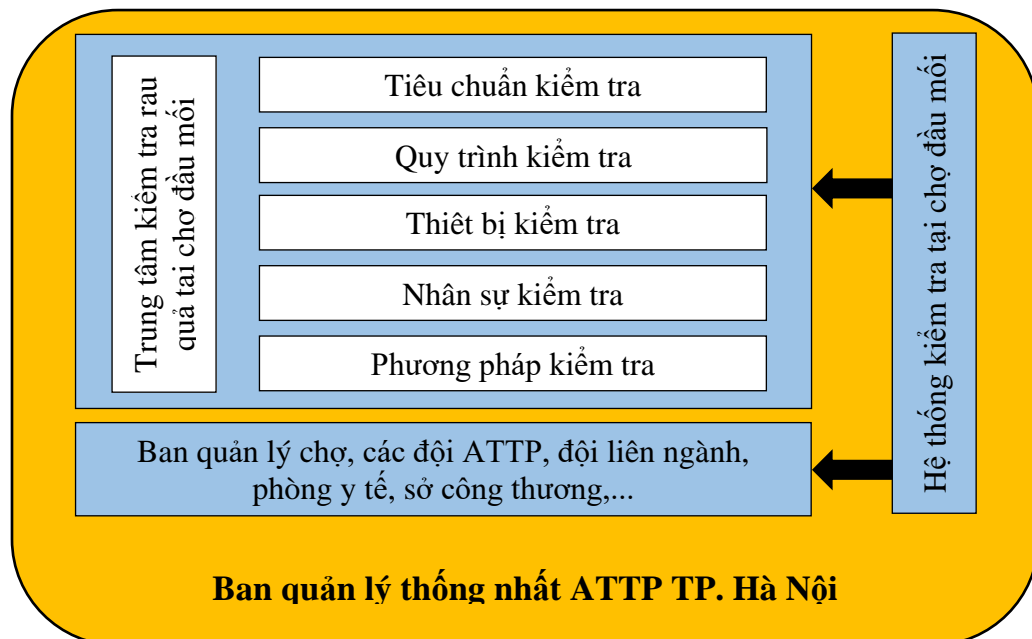 Trung tâm kiểm tra rau
quả tai chơ đầu mối
Tiêu chuẩn kiểm tra
Quy trình kiểm tra
Thiêt bị kiểm tra
Nhân sự kiểm tra
Phương pháp kiểm tra
Ban quản lý chợ, các đội ATTP, đội liên ngành,
phòng y tế, sở công thương,...
Hệ thống kiểm tra tại chợ đầu mối
Ban quản lý thống nhất ATTP TP. Hà Nội